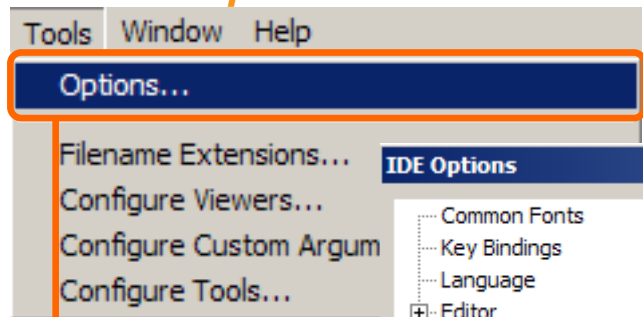 Tools Window Help
Options...
Filename Extensions...
Configure Viewers...
Configure Custom Argum
Configure Tools...
IDE Options
Common Fonts
Key Bindings
Language
Editor